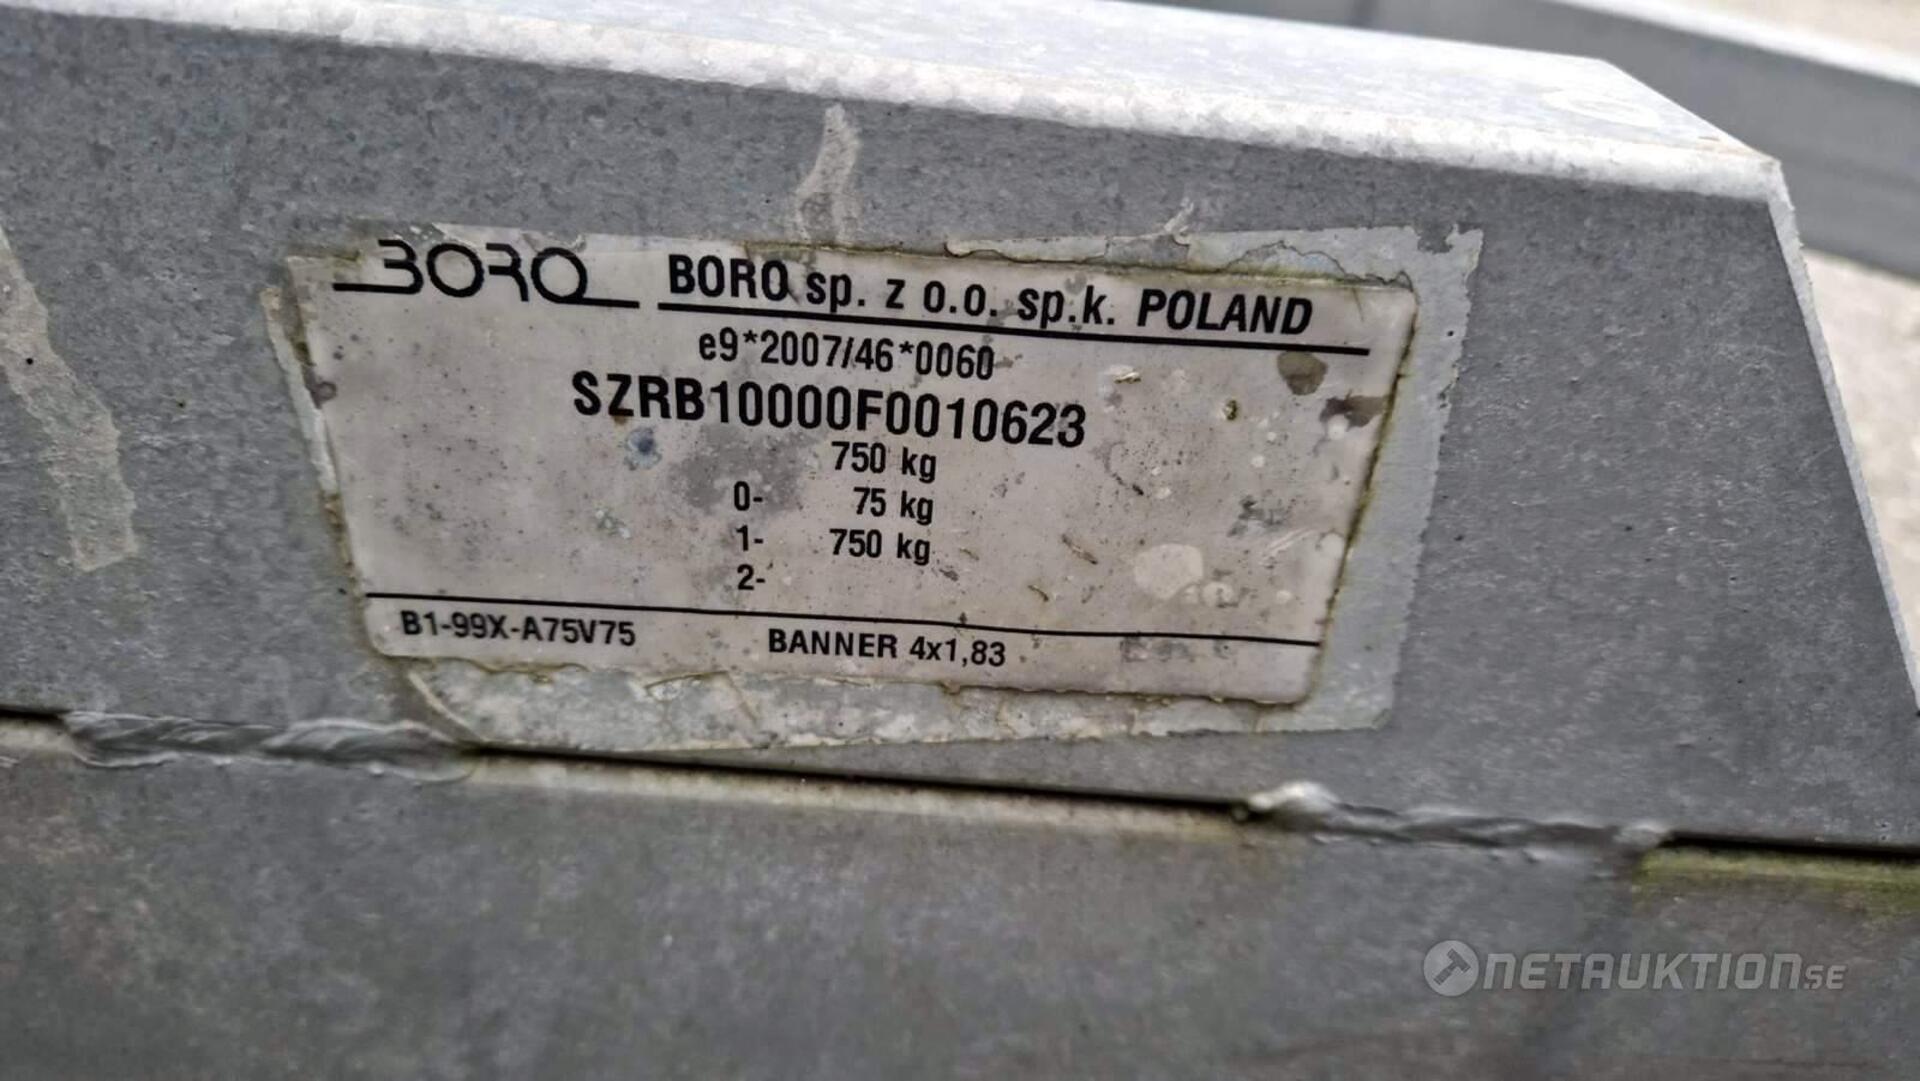 BORO BORO sp. z o.o. sp.k. POLAND
e9*2007/46*0060
SZRB10000F0010623
750 kg
0- 75 kg
1- 750 kg
2-
B1-99X-A75V75 BANNER 4x1,83
NETAUKTION.SE